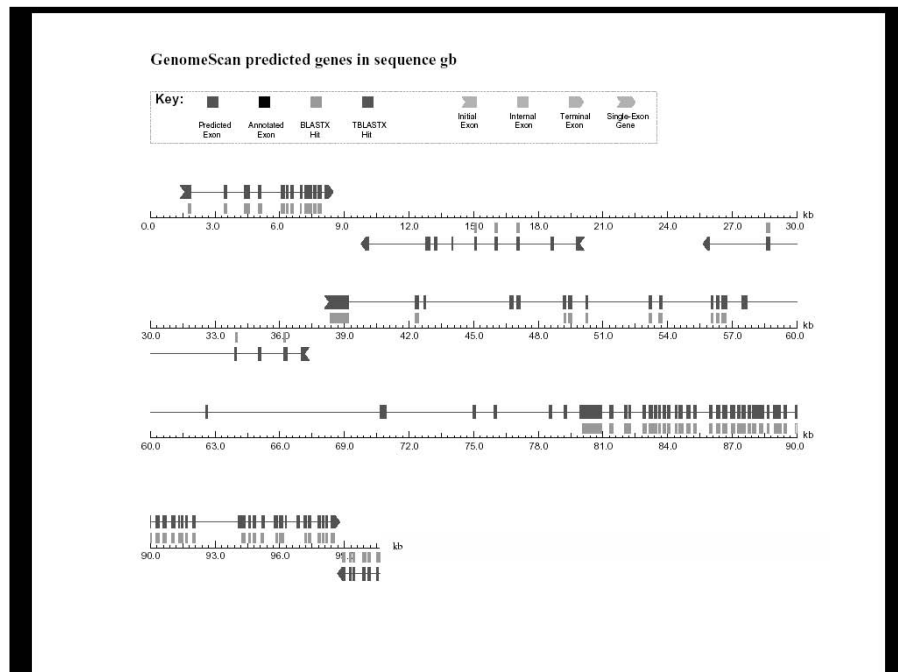 GenomeScan predicted genes in sequence gb
Key:
Predicted Exon
Annotated Exon
BLASTX Hit
TBLASTX Hit
Initial Exon
Internal Exon
Terminal Exon
Single-Exon Gene
kb
0.0 3.0 6.0 9.0 12.0 15.0 18.0 21.0 24.0 27.0 30.0
kb
30.0 33.0 36.0 39.0 42.0 45.0 48.0 51.0 54.0 57.0 60.0
kb
60.0 63.0 66.0 69.0 72.0 75.0 78.0 81.0 84.0 87.0 90.0
kb
90.0 93.0 96.0